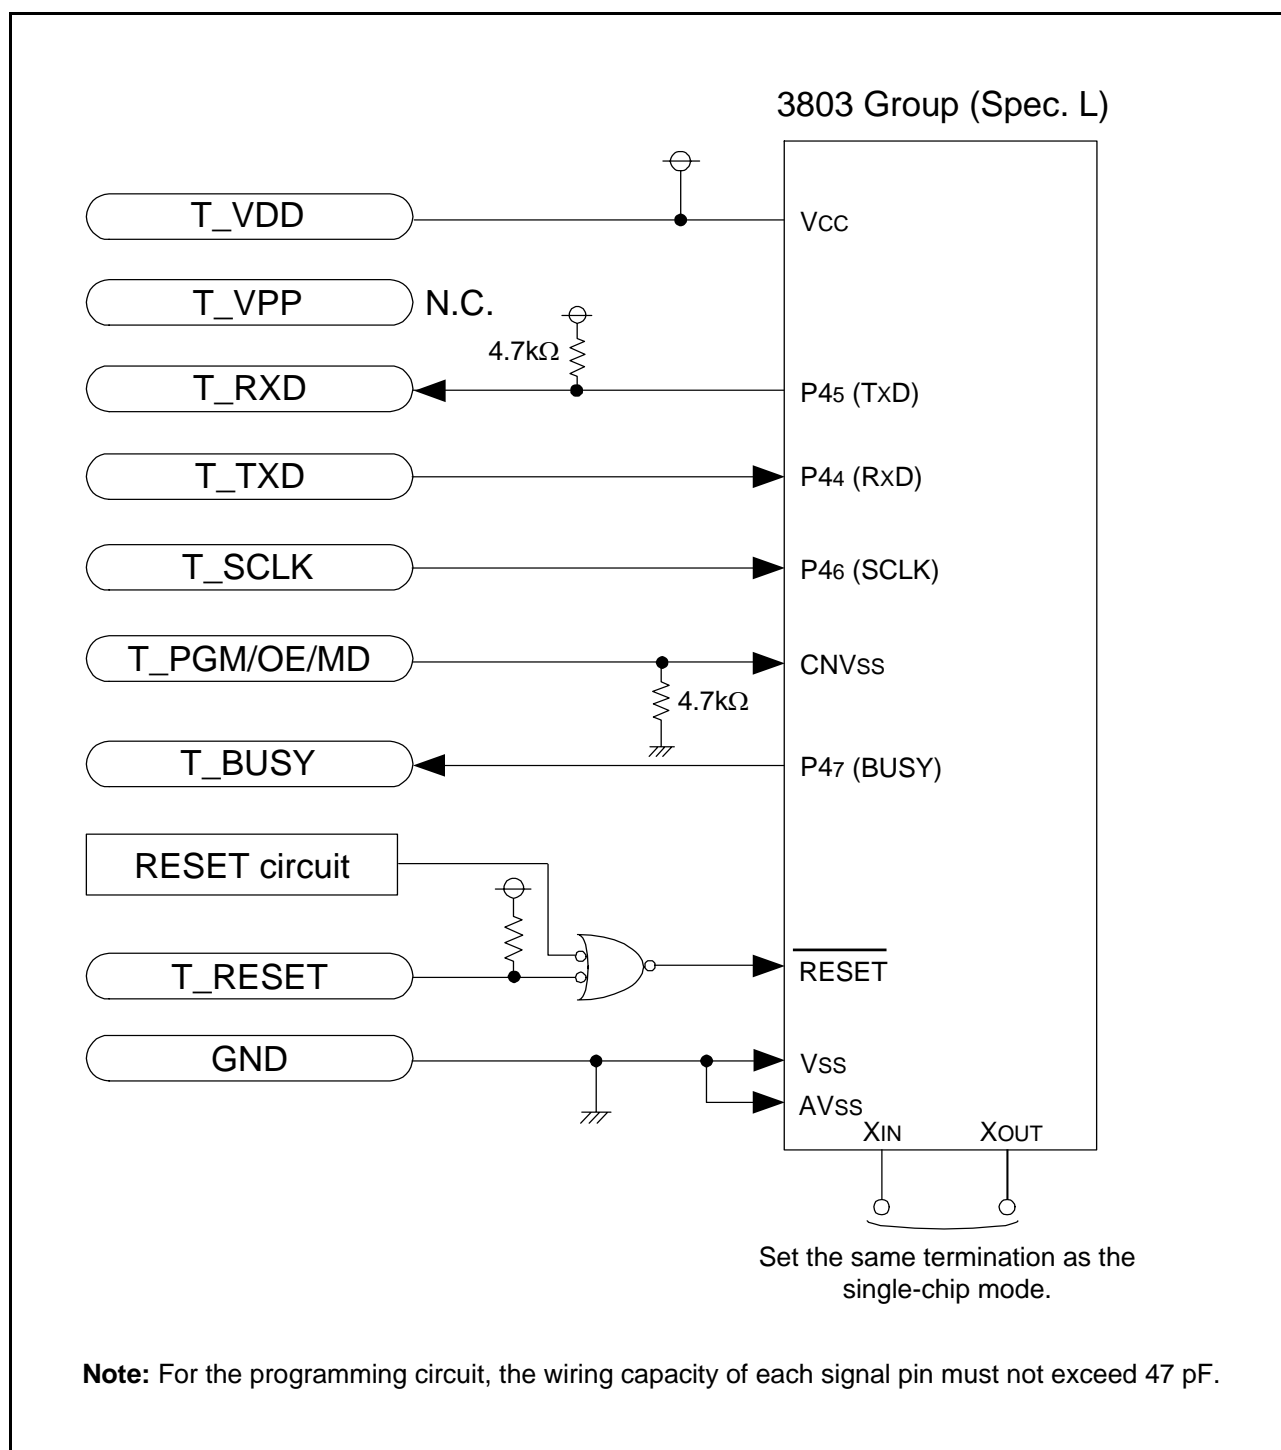 3803 Group (Spec. L)
T_VDD
VCC
T_VPP N.C.
4.7kΩ
T_RXD
P45 (TXD)
T_TXD
P44 (RXD)
T_SCLK
P46 (SCLK)
T_PGM/OE/MD
CNVSS
4.7kΩ
T_BUSY
P47 (BUSY)
RESET circuit
T_RESET
RESET
GND
VSS
AVSS
XIN XOUT
Set the same termination as the
single-chip mode.
Note: For the programming circuit, the wiring capacity of each signal pin must not exceed 47 pF.